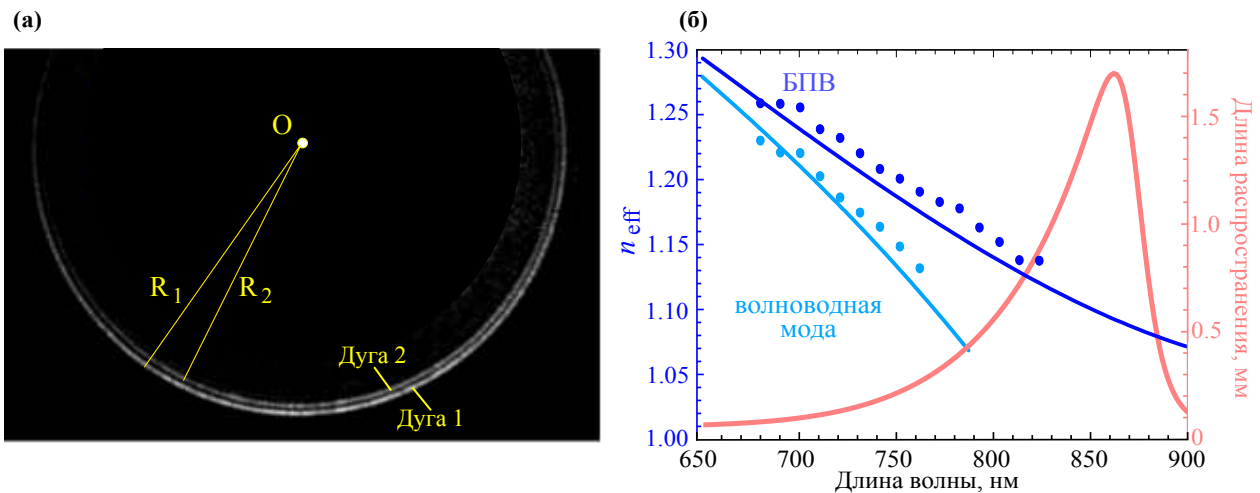 (а)
O
R 1
R 2
Дуга 2
Дуга 1
(б)
1.30
1.25
1.20
1.15
1.10
1.05
1.00
n eff
БПВ
волноводная
мода
1.5
1.0
0.5
0
Длина распространения, мм
650 700 750 800 850 900
Длина волны, нм